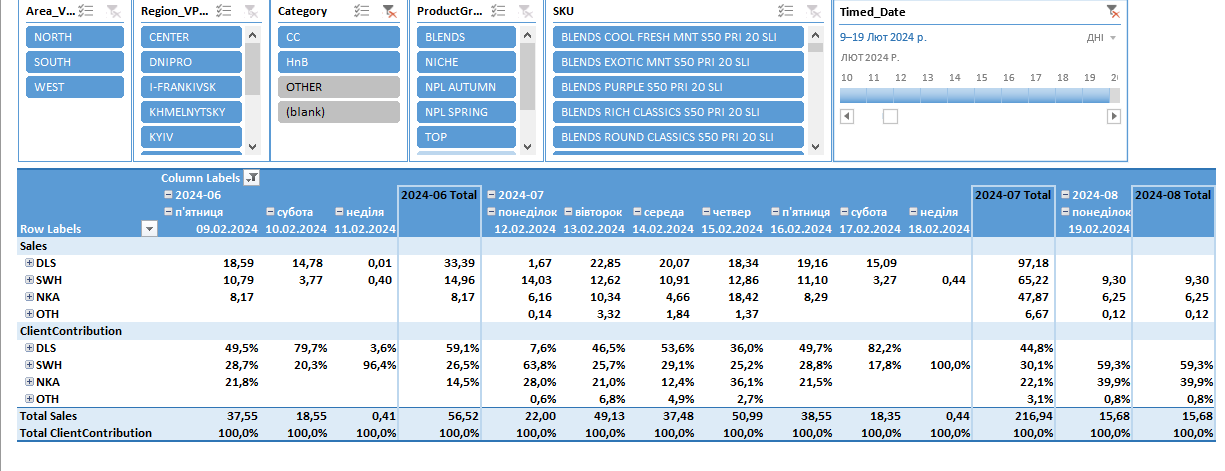 Area_V... Region_VP... Category ProductGr... SKU Timed_Date
NORTH CENTER CC BLENDS BLENDS COOL FRESH MNT S50 PRI 20 SLI 9–19 Лют 2024 р. ДНІ
SOUTH DNIPRO HnB NICHE BLENDS EXOTIC MNT S50 PRI 20 SLI ЛЮТ 2024 Р.
WEST I-FRANKIVSK OTHER NPL AUTUMN BLENDS PURPLE S50 PRI 20 SLI 10 11 12 13 14 15 16 17 18 19
KHMELNYTSKY (blank) NPL SPRING BLENDS RICH CLASSICS S50 PRI 20 SLI
KYIV TOP BLENDS ROUND CLASSICS S50 PRI 20 SLI
Column Labels
2024-06 2024-06 Total 2024-07 2024-07 Total 2024-08 2024-08 Total
п'ятниця субота неділя понеділок вівторок середа четвер п'ятниця субота неділя понеділок
Row Labels 09.02.2024 10.02.2024 11.02.2024 12.02.2024 13.02.2024 14.02.2024 15.02.2024 16.02.2024 17.02.2024 18.02.2024 19.02.2024
Sales
DLS 18,59 14,78 0,01 33,39 1,67 22,85 20,07 18,34 19,16 15,09 97,18
SWH 10,79 3,77 0,40 14,96 14,03 12,62 10,91 12,86 11,10 3,27 0,44 65,22 9,30 9,30
NKA 8,17 8,17 6,16 10,34 4,66 18,42 8,29 47,87 6,25 6,25
OTH 0,14 3,32 1,84 1,37 6,67 0,12 0,12
ClientContribution
DLS 49,5% 79,7% 3,6% 59,1% 7,6% 46,5% 53,6% 36,0% 49,7% 82,2% 44,8%
SWH 28,7% 20,3% 96,4% 26,5% 63,8% 25,7% 29,1% 25,2% 28,8% 17,8% 100,0% 30,1% 59,3% 59,3%
NKA 21,8% 14,5% 28,0% 21,0% 12,4% 36,1% 21,5% 22,1% 39,9% 39,9%
OTH 0,6% 6,8% 4,9% 2,7% 3,1% 0,8% 0,8%
Total Sales 37,55 18,55 0,41 56,52 22,00 49,13 37,48 50,99 38,55 18,35 0,44 216,94 15,68 15,68
Total ClientContribution 100,0% 100,0% 100,0% 100,0% 100,0% 100,0% 100,0% 100,0% 100,0% 100,0% 100,0% 100,0% 100,0% 100,0%